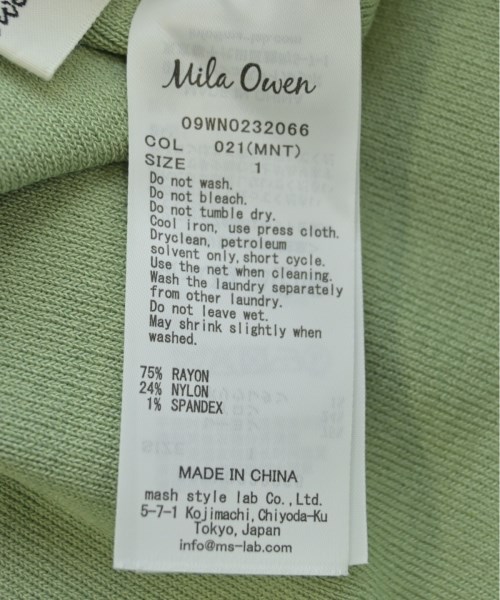 Mila Owen
09WN0232066
COL 021(MNT)
SIZE 1
Do not wash.
Do not bleach.
Do not tumble dry.
Cool iron, use press cloth.
Dryclean, petroleum
solvent only,short cycle.
Use the net when cleaning.
Wash the laundry separately
from other laundry.
Do not leave wet.
May shrink slightly when
washed.
75% RAYON
24% NYLON
1% SPANDEX
MADE IN CHINA
mash style lab Co.,Ltd.
5-7-1 Kojimachi,Chiyoda-Ku
Tokyo,Japan
info@ms-lab.com